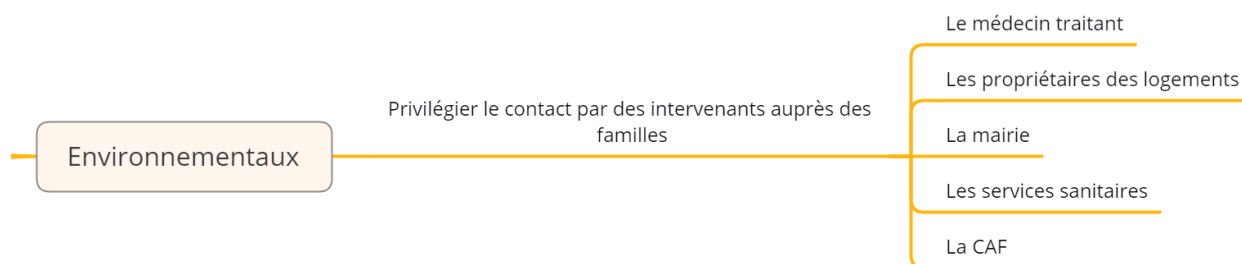 Environnementaux
Privilégier le contact par des intervenants auprès des
familles
Le médecin traitant
Les propriétaires des logements
La mairie
Les services sanitaires
La CAF